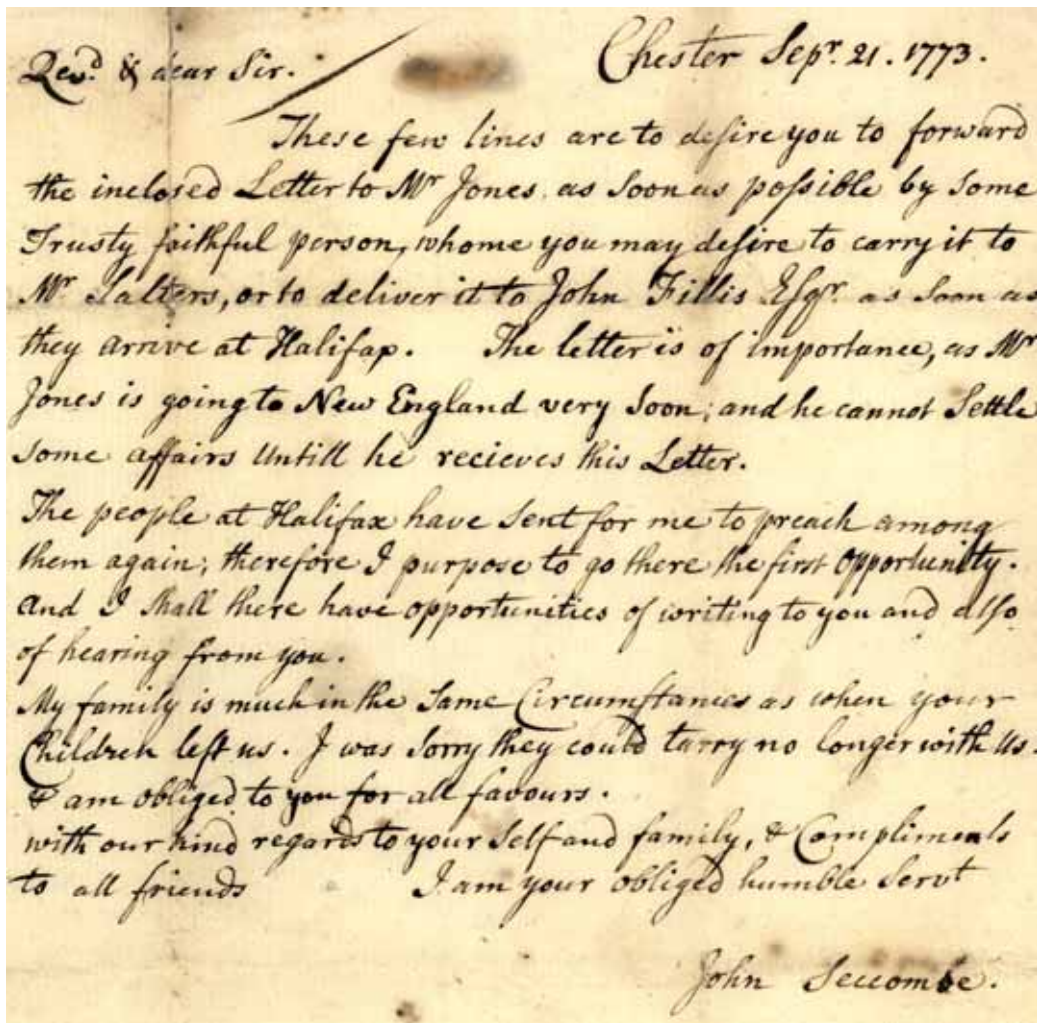 Revd & dear Sir. Chester Sepr. 21. 1773.
These few lines are to desire you to forward
the inclosed Letter to Mr Jones. as soon as possible by some
Trusty faithful person, whome you may desire to carry it to
Mr Salters, or to deliver it to John Fillis Esqr. as soon as
they arrive at Halifax. The letter is of importance, as Mr
Jones is going to New England very soon; and he cannot Settle
some affairs Untill he recieves this Letter.
The people at Halifax have sent for me to preach among
them again; therefore I purpose to go there the first Opportunity.
and I shall there have opportunities of writing to you and also
of hearing from you.
My family is much in the same Circumstances as when your
Children left us. I was sorry they could tarry no longer with Us.
& am obliged to you for all favours.
with our kind regards to your Self and family, & Compliments
to all friends I am your obliged humble Servt
John Seccombe.